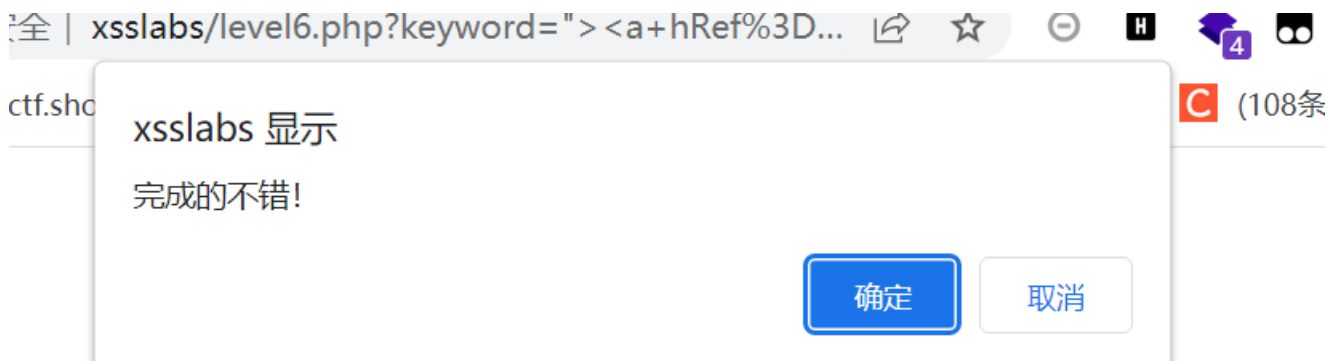 全 | xsslabs/level6.php?keyword="><a+hRef%3D...
H
4
ctf.sho
C (108条
xsslabs 显示
完成的不错!
确定 取消